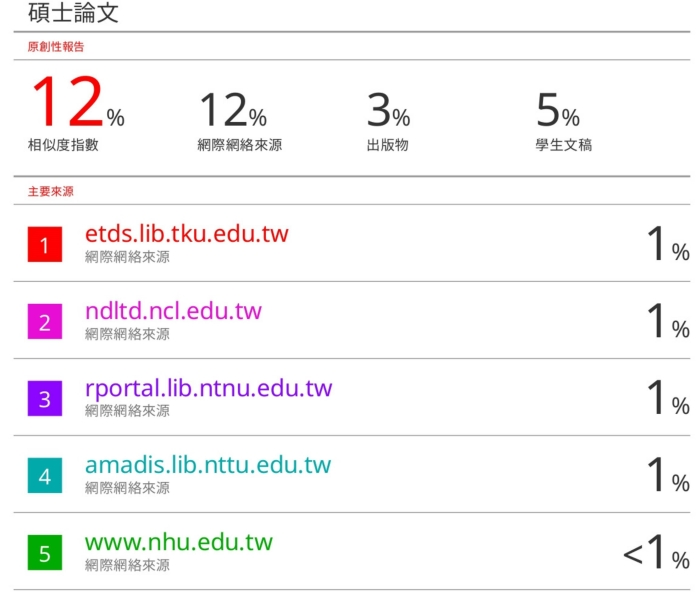 碩士論文
原創性報告
12% 12% 3% 5%
相似度指數 網際網絡來源 出版物 學生文稿
主要來源
1 etds.lib.tku.edu.tw 1%
網際網絡來源
2 ndltd.ncl.edu.tw 1%
網際網絡來源
3 rportal.lib.ntnu.edu.tw 1%
網際網絡來源
4 amadis.lib.nttu.edu.tw 1%
網際網絡來源
5 www.nhu.edu.tw <1%
網際網絡來源